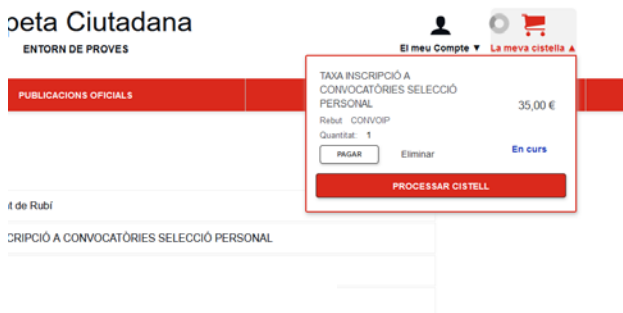 peta Ciutadana
ENTORN DE PROVES
El meu Compte ▼ La meva cistella ▲
PUBLICACIONS OFICIALS
TAXA INSCRIPCIÓ A
CONVOCATÒRIES SELECCIÓ
PERSONAL
35,00 €
Rebut CONVOIP
Quantitat: 1
PAGAR Eliminar En curs
PROCESSAR CISTELL
t de Rubí
CRIPCIÓ A CONVOCATÒRIES SELECCIÓ PERSONAL